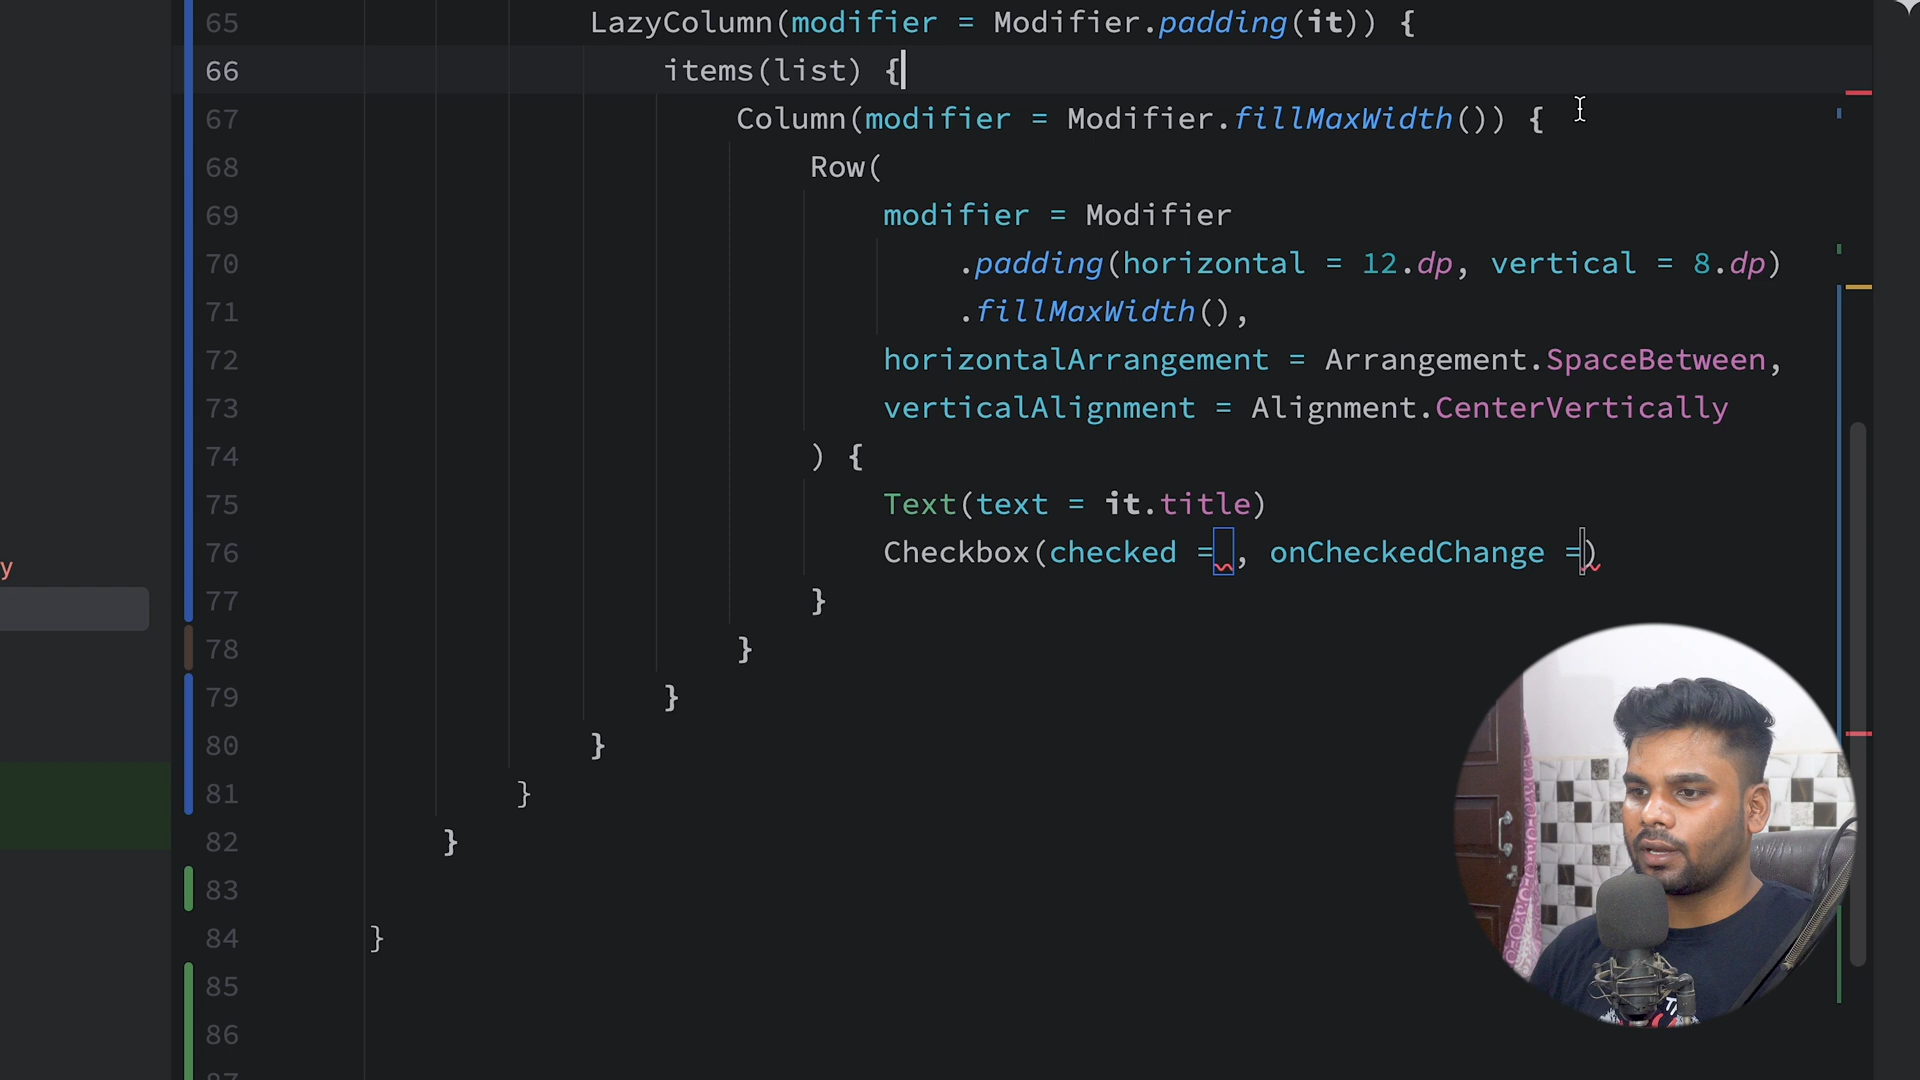 65 LazyColumn(modifier = Modifier.padding(it)) {
66 items(list) {
67 Column(modifier = Modifier.fillMaxWidth()) {
68 Row(
69 modifier = Modifier
70 .padding(horizontal = 12.dp, vertical = 8.dp)
71 .fillMaxWidth(),
72 horizontalArrangement = Arrangement.SpaceBetween,
73 verticalAlignment = Alignment.CenterVertically
74 ) {
75 Text(text = it.title)
76 Checkbox(checked = , onCheckedChange =)
y
77 }
78 }
79 }
80 }
81 }
82 }
83
84 }
85
86